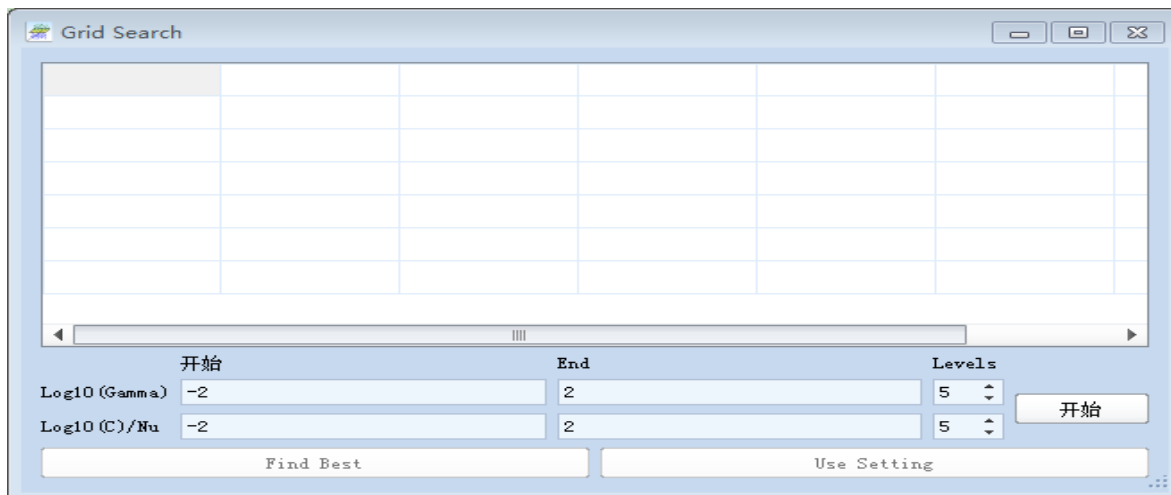 Grid Search
开始 End Levels
Log10(Gamma) -2 2 5
开始
Log10(C)/Nu -2 2 5
Find Best Use Setting